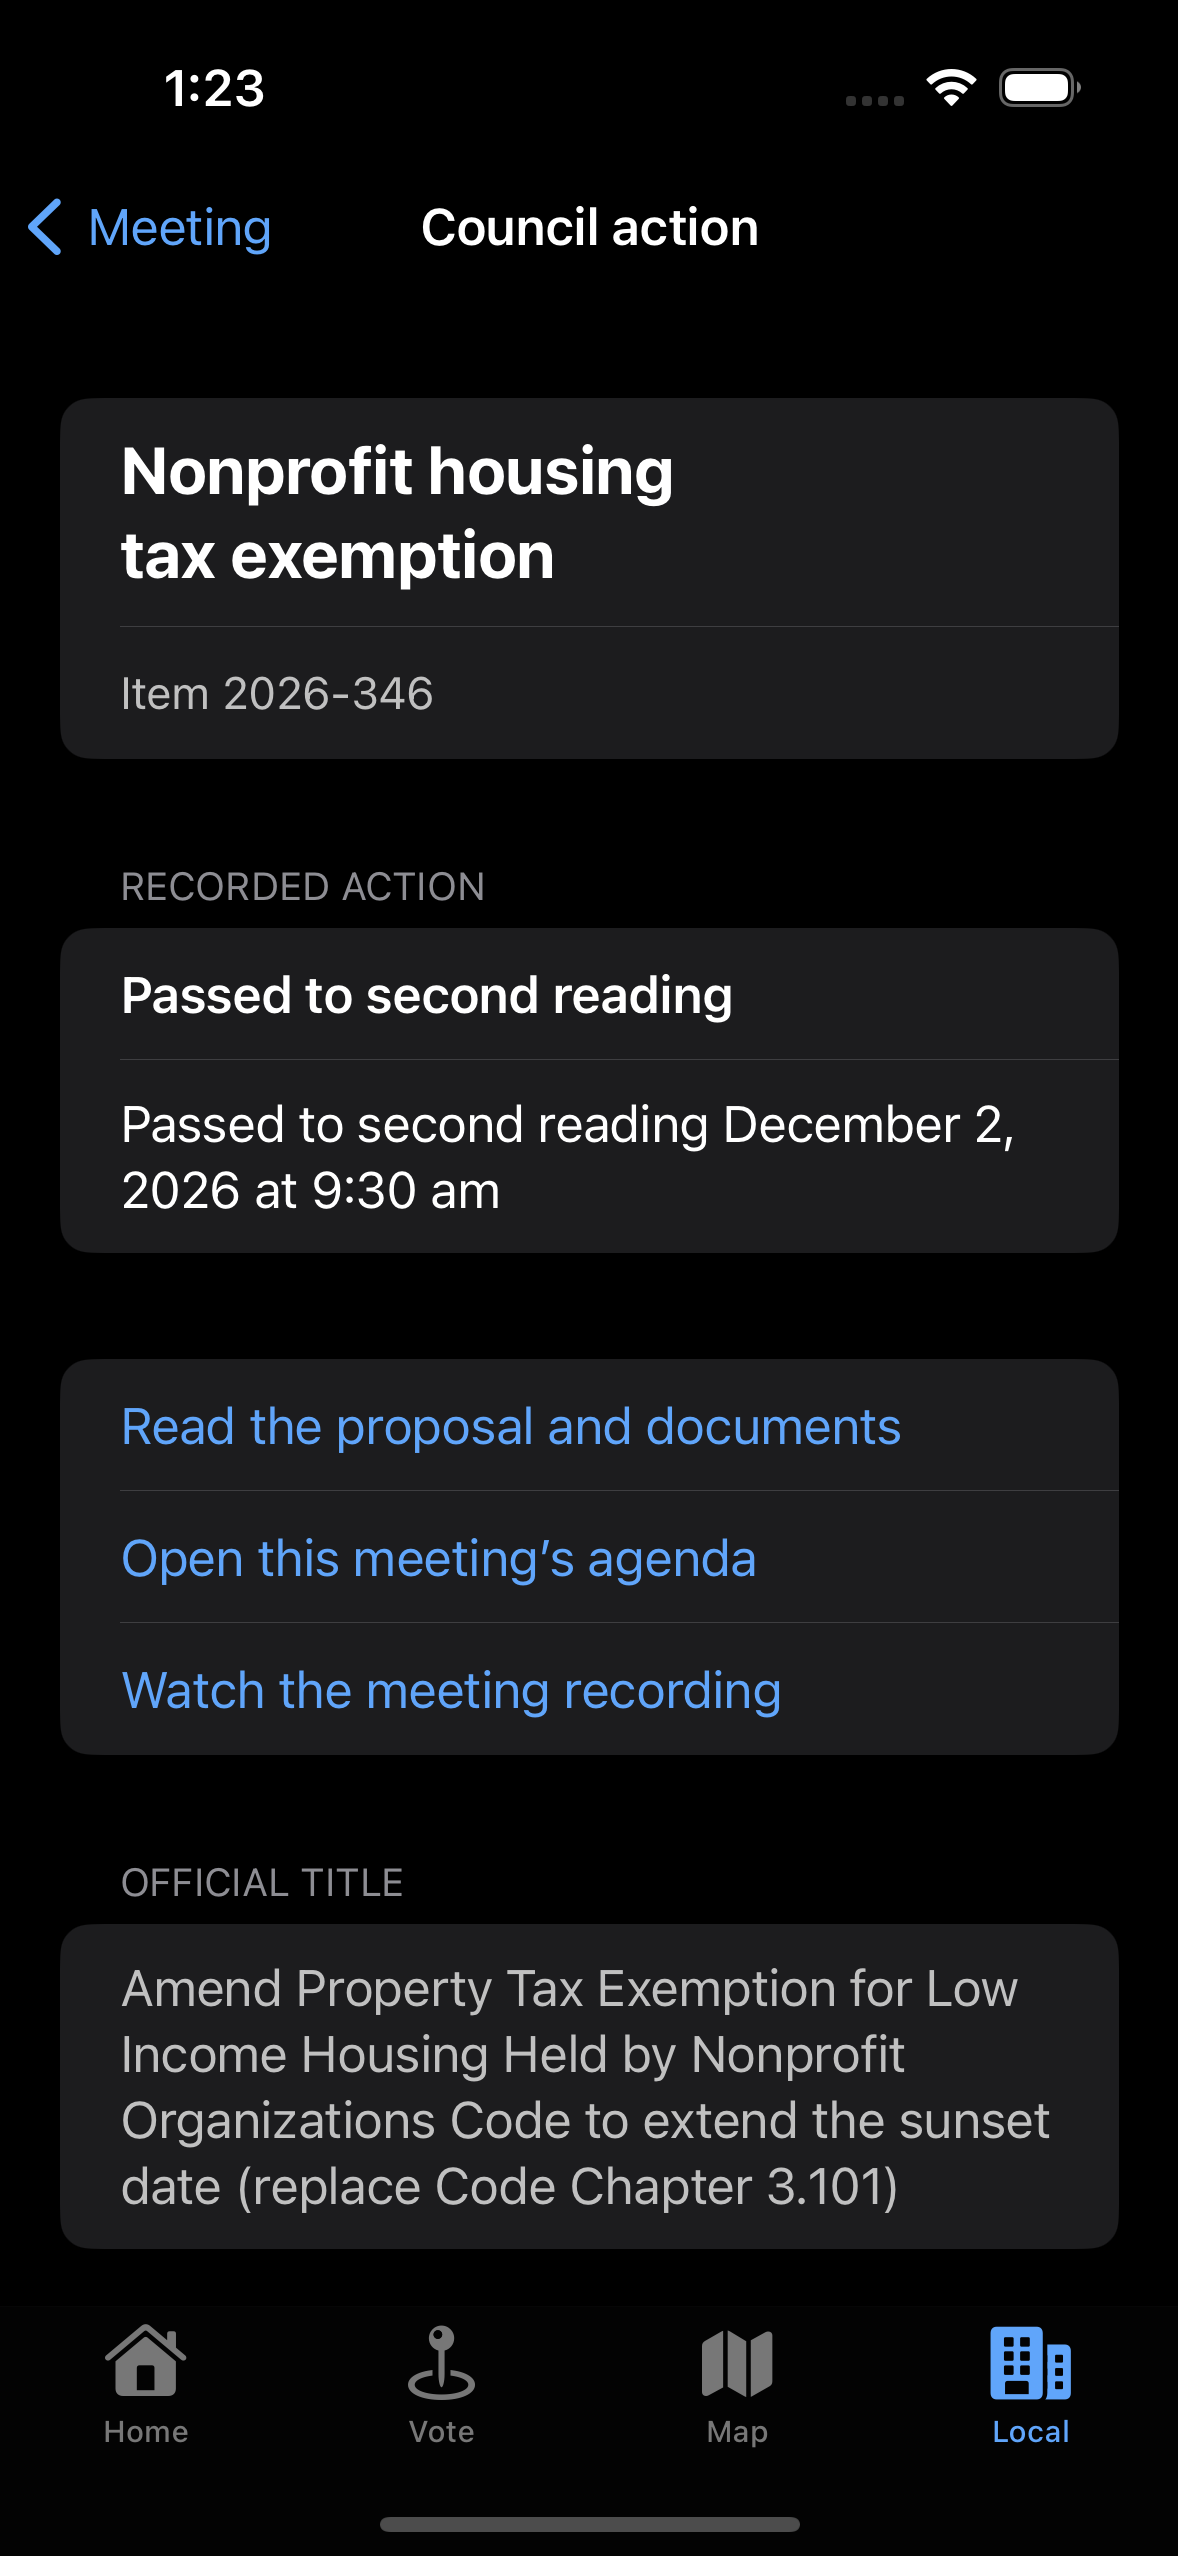 1:23
Meeting
Council action
Nonprofit housing
tax exemption
Item 2026-346
RECORDED ACTION
Passed to second reading
Passed to second reading December 2,
2026 at 9:30 am
Read the proposal and documents
Open this meeting’s agenda
Watch the meeting recording
OFFICIAL TITLE
Amend Property Tax Exemption for Low
Income Housing Held by Nonprofit
Organizations Code to extend the sunset
date (replace Code Chapter 3.101)
Home
Vote
Map
Local